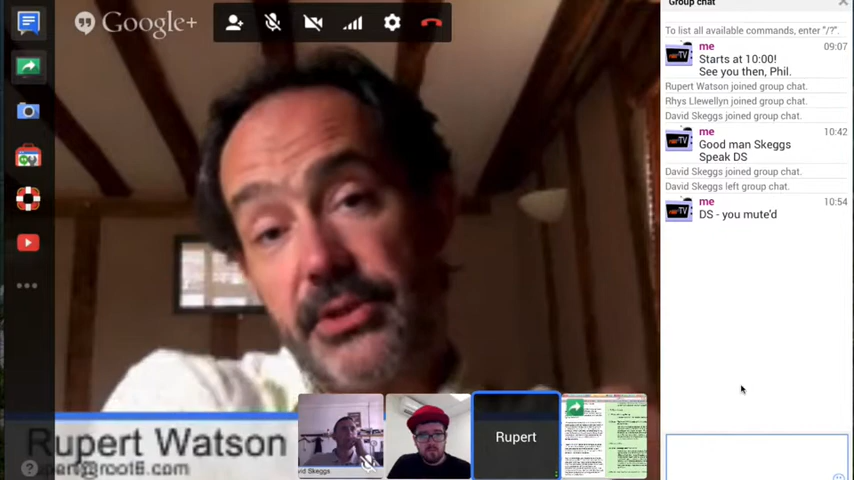 Google+
Group chat
To list all available commands, enter "/?".
me 09:07
Starts at 10:00!
See you then, Phil.
Rupert Watson joined group chat.
Rhys Llewellyn joined group chat.
David Skeggs joined group chat.
me 10:42
Good man Skeggs
Speak DS
David Skeggs joined group chat.
David Skeggs left group chat.
me 10:54
DS - you mute'd
Rupert Watson
David Skeggs
Rupert